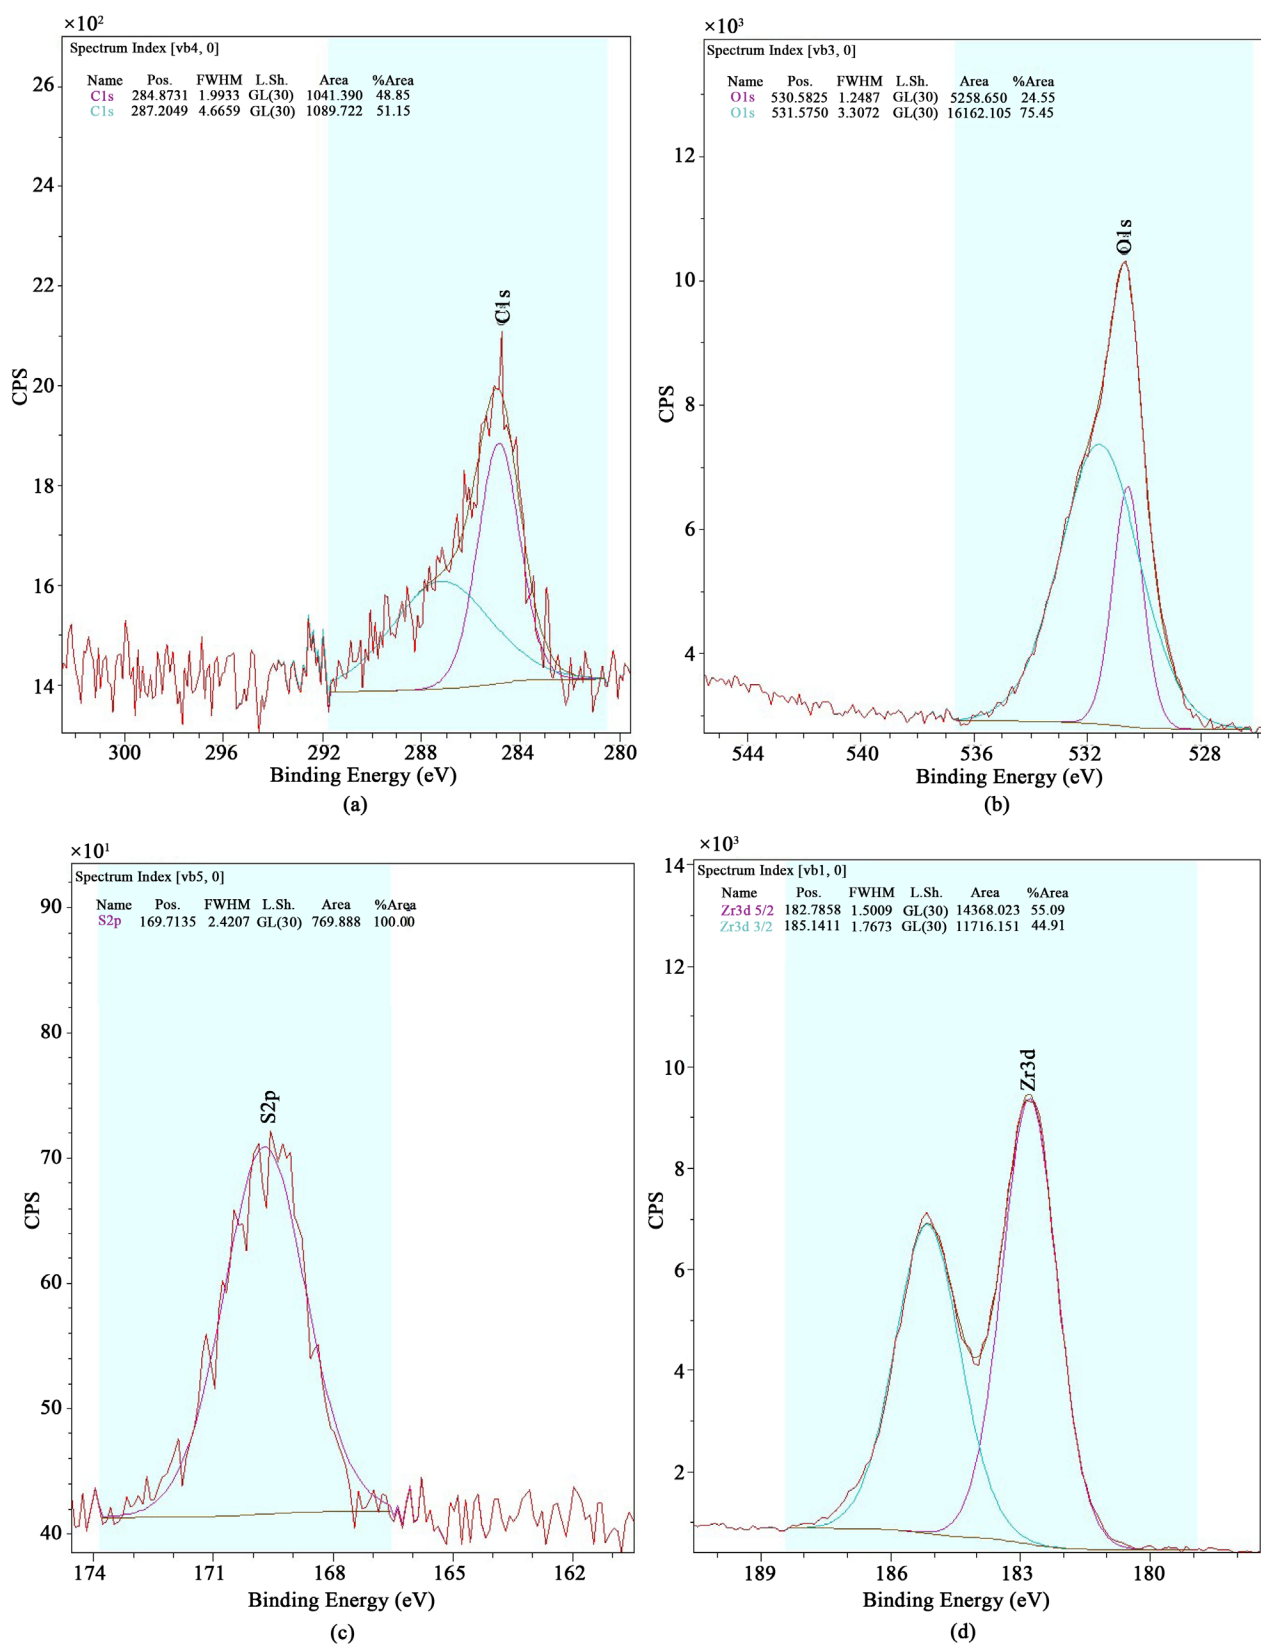 ×10²
Spectrum Index [vb4, 0]
Name Pos. FWHM L.Sh. Area %Area
C1s 284.8731 1.9933 GL(30) 1041.390 48.85
C1s 287.2049 4.6659 GL(30) 1089.722 51.15
26
24
22
20
18
16
14
CPS
C1s
300 296 292 288 284 280
Binding Energy (eV)
(a)
×10³
Spectrum Index [vb3, 0]
Name Pos. FWHM L.Sh. Area %Area
O1s 530.5825 1.2487 GL(30) 5258.650 24.55
O1s 531.5750 3.3072 GL(30) 16162.105 75.45
12
10
8
6
4
CPS
O1s
544 540 536 532 528
Binding Energy (eV)
(b)
×10¹
Spectrum Index [vb5, 0]
Name Pos. FWHM L.Sh. Area %Area
S2p 169.7135 2.4207 GL(30) 769.888 100.00
90
80
70
60
50
40
CPS
S2p
174 171 168 165 162
Binding Energy (eV)
(c)
×10³
Spectrum Index [vb1, 0]
Name Pos. FWHM L.Sh. Area %Area
Zr3d 5/2 182.7858 1.5009 GL(30) 14368.023 55.09
Zr3d 3/2 185.1411 1.7673 GL(30) 11716.151 44.91
14
12
10
8
6
4
2
CPS
Zr3d
189 186 183 180
Binding Energy (eV)
(d)